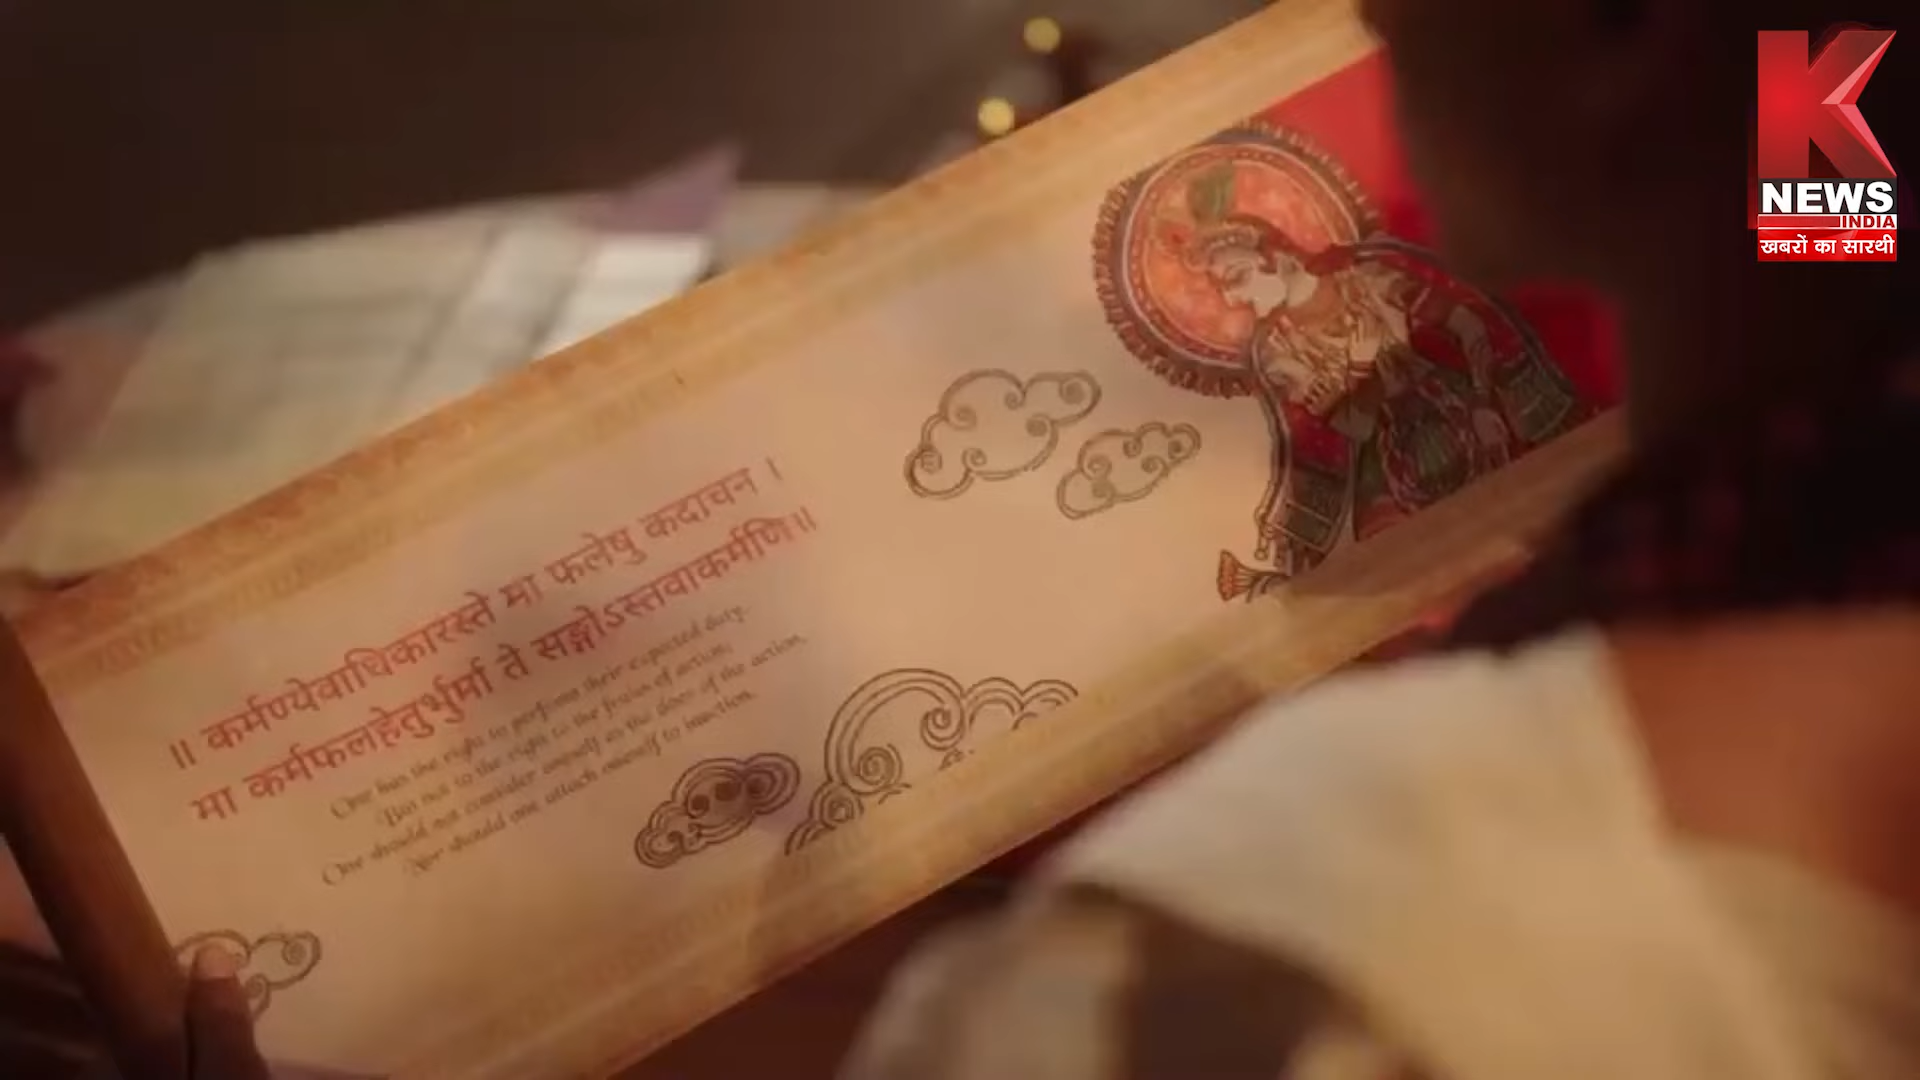 ॥ कर्मण्येवाधिकारस्ते मा फलेषु कदाचन ।
मा कर्मफलहेतुर्भुर्मा ते सङ्गोऽस्तवाकर्मणि॥
One has the right to perform their expected duty,
But not to the right to the fruits of action;
One should not consider oneself as the doer of the action,
Nor should one attach oneself to inaction.
K
NEWS
INDIA
खबरों का सारथी